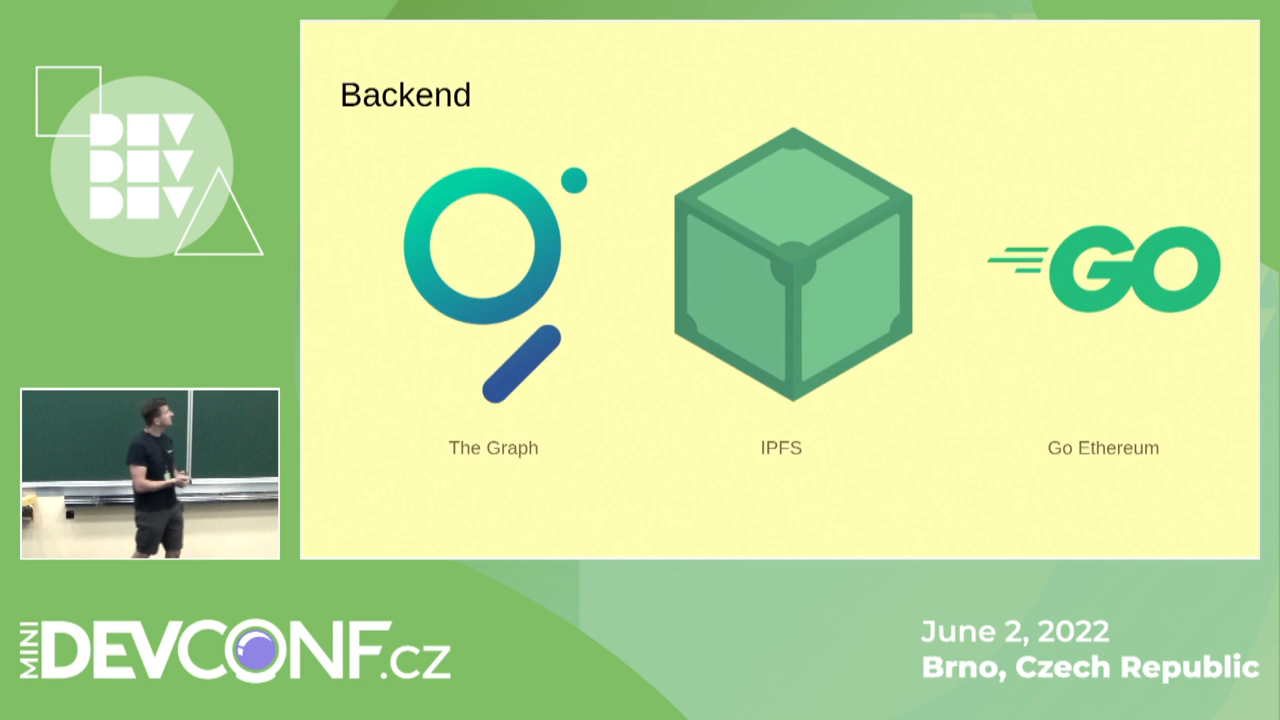 DEV
DEV
DEV
Backend
GO
The Graph
IPFS
Go Ethereum
MINI
DEVCONF.CZ
June 2, 2022
Brno, Czech Republic